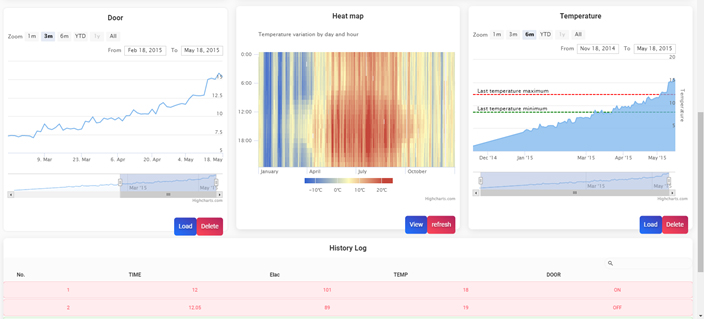 Door
Zoom 1m 3m 6m YTD 1y All
From Feb 18, 2015 To May 18, 2015
15
12.5
10
7.5
5
9. Mar 23. Mar 6. Apr 20. Apr 4. May 18. May
Mar '15 May '15
Highcharts.com
Load Delete
Heat map
Temperature variation by day and hour
0:00
6:00
12:00
18:00
January April July October
-10℃ 0℃ 10℃ 20℃
Highcharts.com
View refresh
Temperature
Zoom 1m 3m 6m YTD 1y All
From Nov 18, 2014 To May 18, 2015
20
15
Last temperature maximum
10
Last temperature minimum
5
Temperature
Dec '14 Jan '15 Mar '15 Apr '15 May '15
Mar '15 May '15
Highcharts.com
Load Delete
History Log
No. TIME Elac TEMP DOOR
1 12 101 18 ON
2 12,05 99 19 OFF